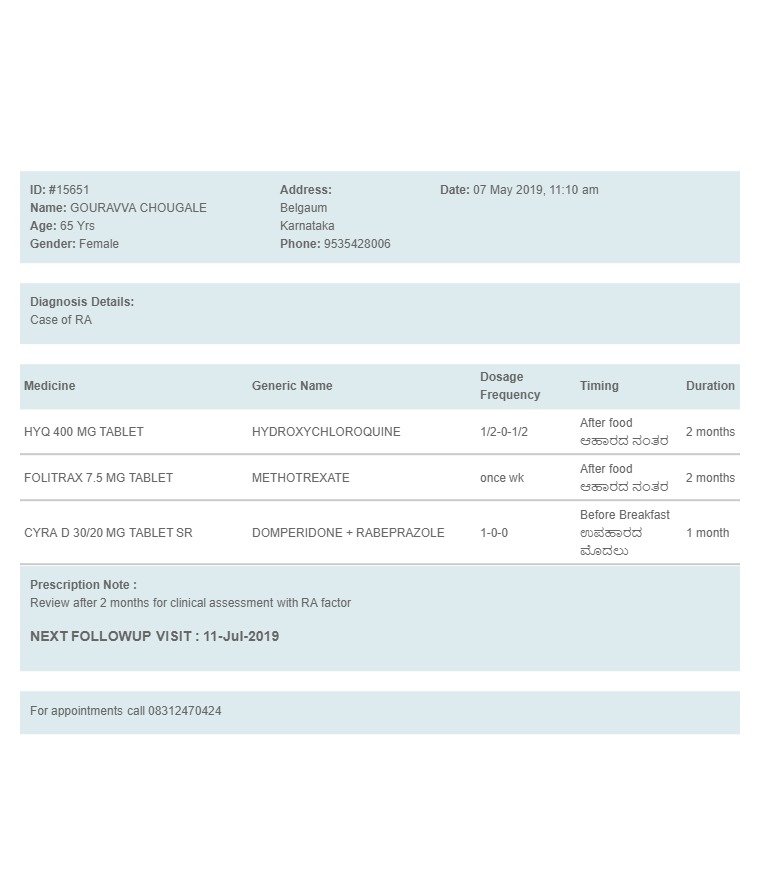 ID: #15651
Name: GOURAVVA CHOUGALE
Age: 65 Yrs
Gender: Female
Address:
Belgaum
Karnataka
Phone: 9535428006
Date: 07 May 2019, 11:10 am
Diagnosis Details:
Case of RA
Medicine Generic Name Dosage Frequency Timing Duration
HYQ 400 MG TABLET HYDROXYCHLOROQUINE 1/2-0-1/2 After food ಆಹಾರದ ನಂತರ 2 months
FOLITRAX 7.5 MG TABLET METHOTREXATE once wk After food ಆಹಾರದ ನಂತರ 2 months
CYRA D 30/20 MG TABLET SR DOMPERIDONE + RABEPRAZOLE 1-0-0 Before Breakfast ಉಪಹಾರದ ಮೊದಲು 1 month
Prescription Note :
Review after 2 months for clinical assessment with RA factor
NEXT FOLLOWUP VISIT : 11-Jul-2019
For appointments call 08312470424